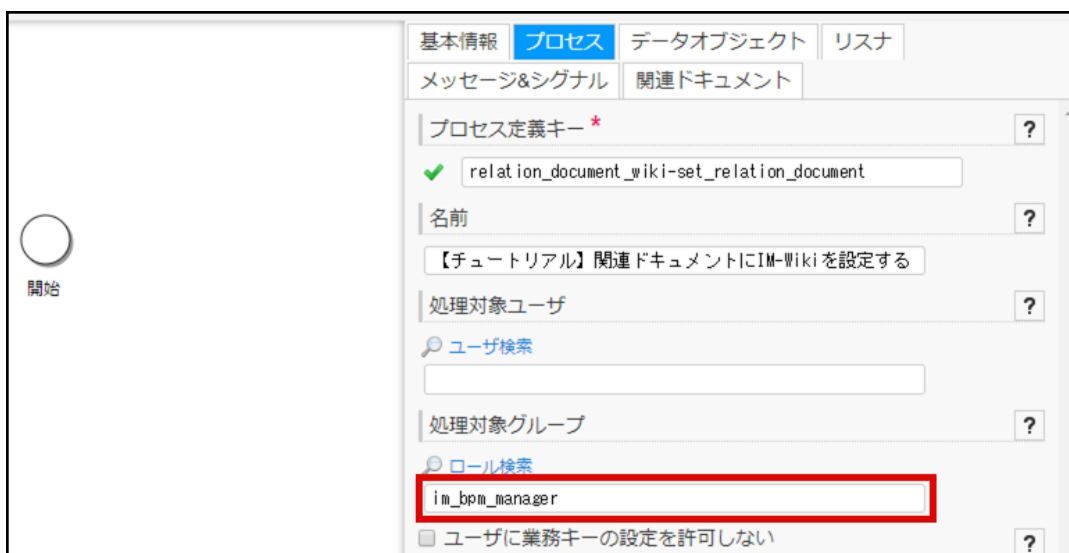 基本情報 プロセス データオブジェクト リスナ
メッセージ&シグナル 関連ドキュメント
プロセス定義キー * ?
relation_document_wiki-set_relation_document
名前 ?
【チュートリアル】関連ドキュメントにIM-Wikiを設定する
開始
処理対象ユーザ ?
ユーザ検索
処理対象グループ ?
ロール検索
im_bpm_manager
ユーザに業務キーの設定を許可しない ?